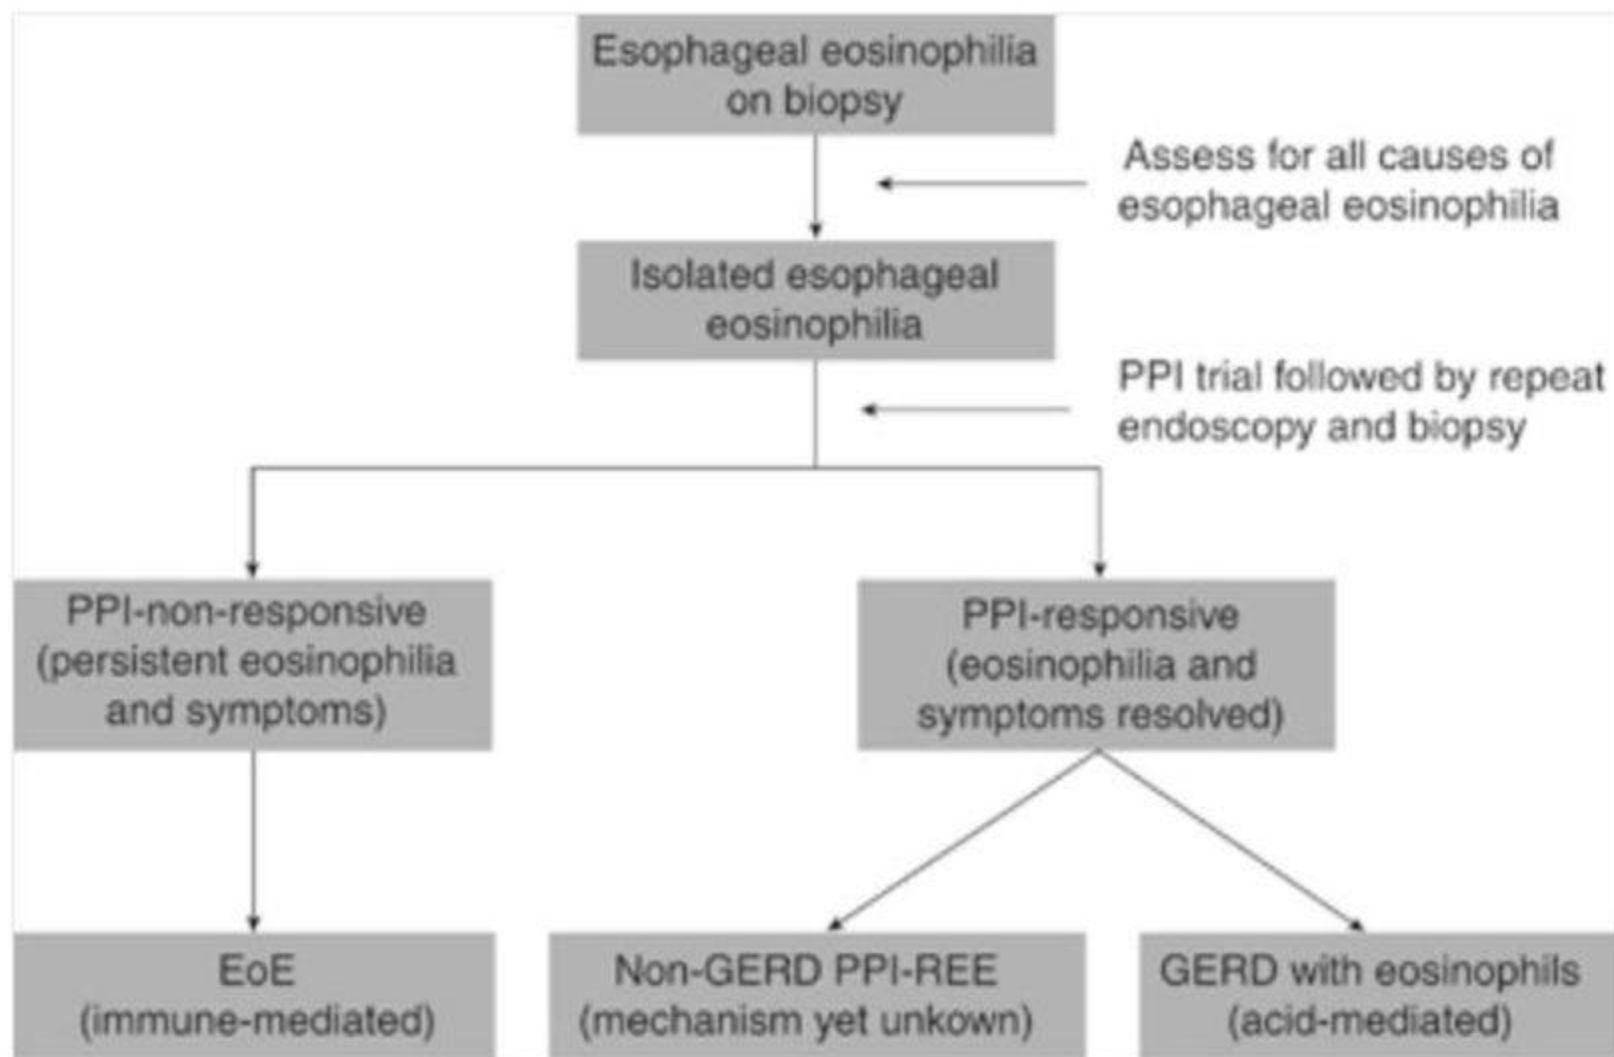 Esophageal eosinophilia
on biopsy
Assess for all causes of
esophageal eosinophilia
Isolated esophageal
eosinophilia
PPI trial followed by repeat
endoscopy and biopsy
PPI-non-responsive
(persistent eosinophilia
and symptoms)
PPI-responsive
(eosinophilia and
symptoms resolved)
EoE
(immune-mediated)
Non-GERD PPI-REE
(mechanism yet unkown)
GERD with eosinophils
(acid-mediated)